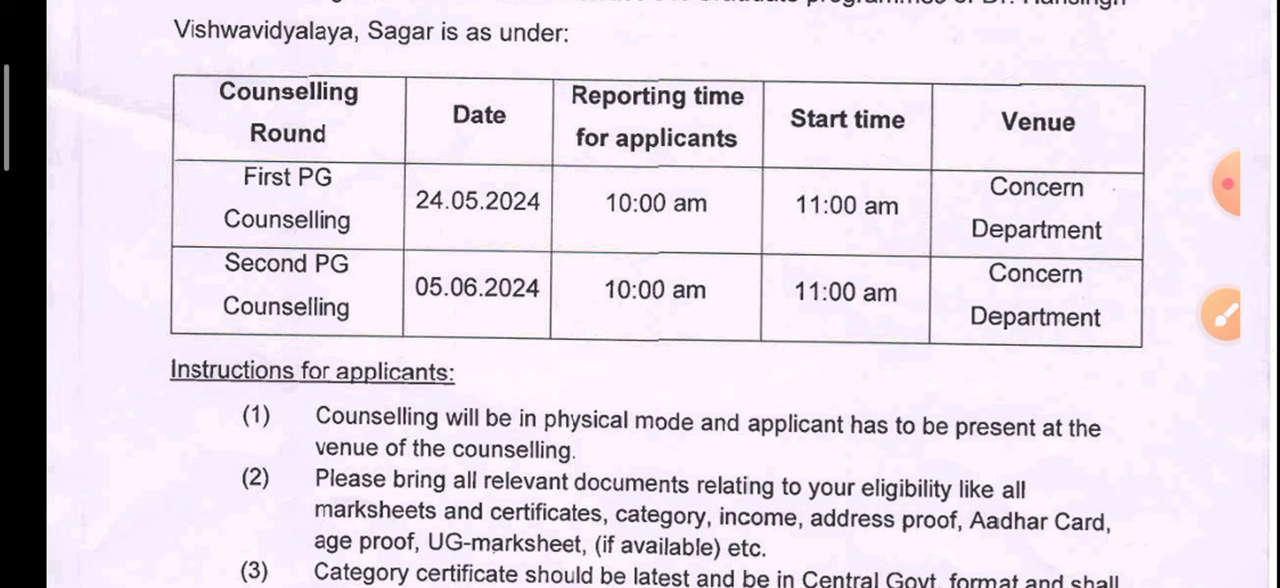 Vishwavidyalaya, Sagar is as under:
Counselling Round | Date | Reporting time for applicants | Start time | Venue
First PG Counselling | 24.05.2024 | 10:00 am | 11:00 am | Concern Department
Second PG Counselling | 05.06.2024 | 10:00 am | 11:00 am | Concern Department
Instructions for applicants:
(1) Counselling will be in physical mode and applicant has to be present at the
venue of the counselling.
(2) Please bring all relevant documents relating to your eligibility like all
marksheets and certificates, category, income, address proof, Aadhar Card,
age proof, UG-marksheet, (if available) etc.
(3) Category certificate should be latest and be in Central Govt. format and shall